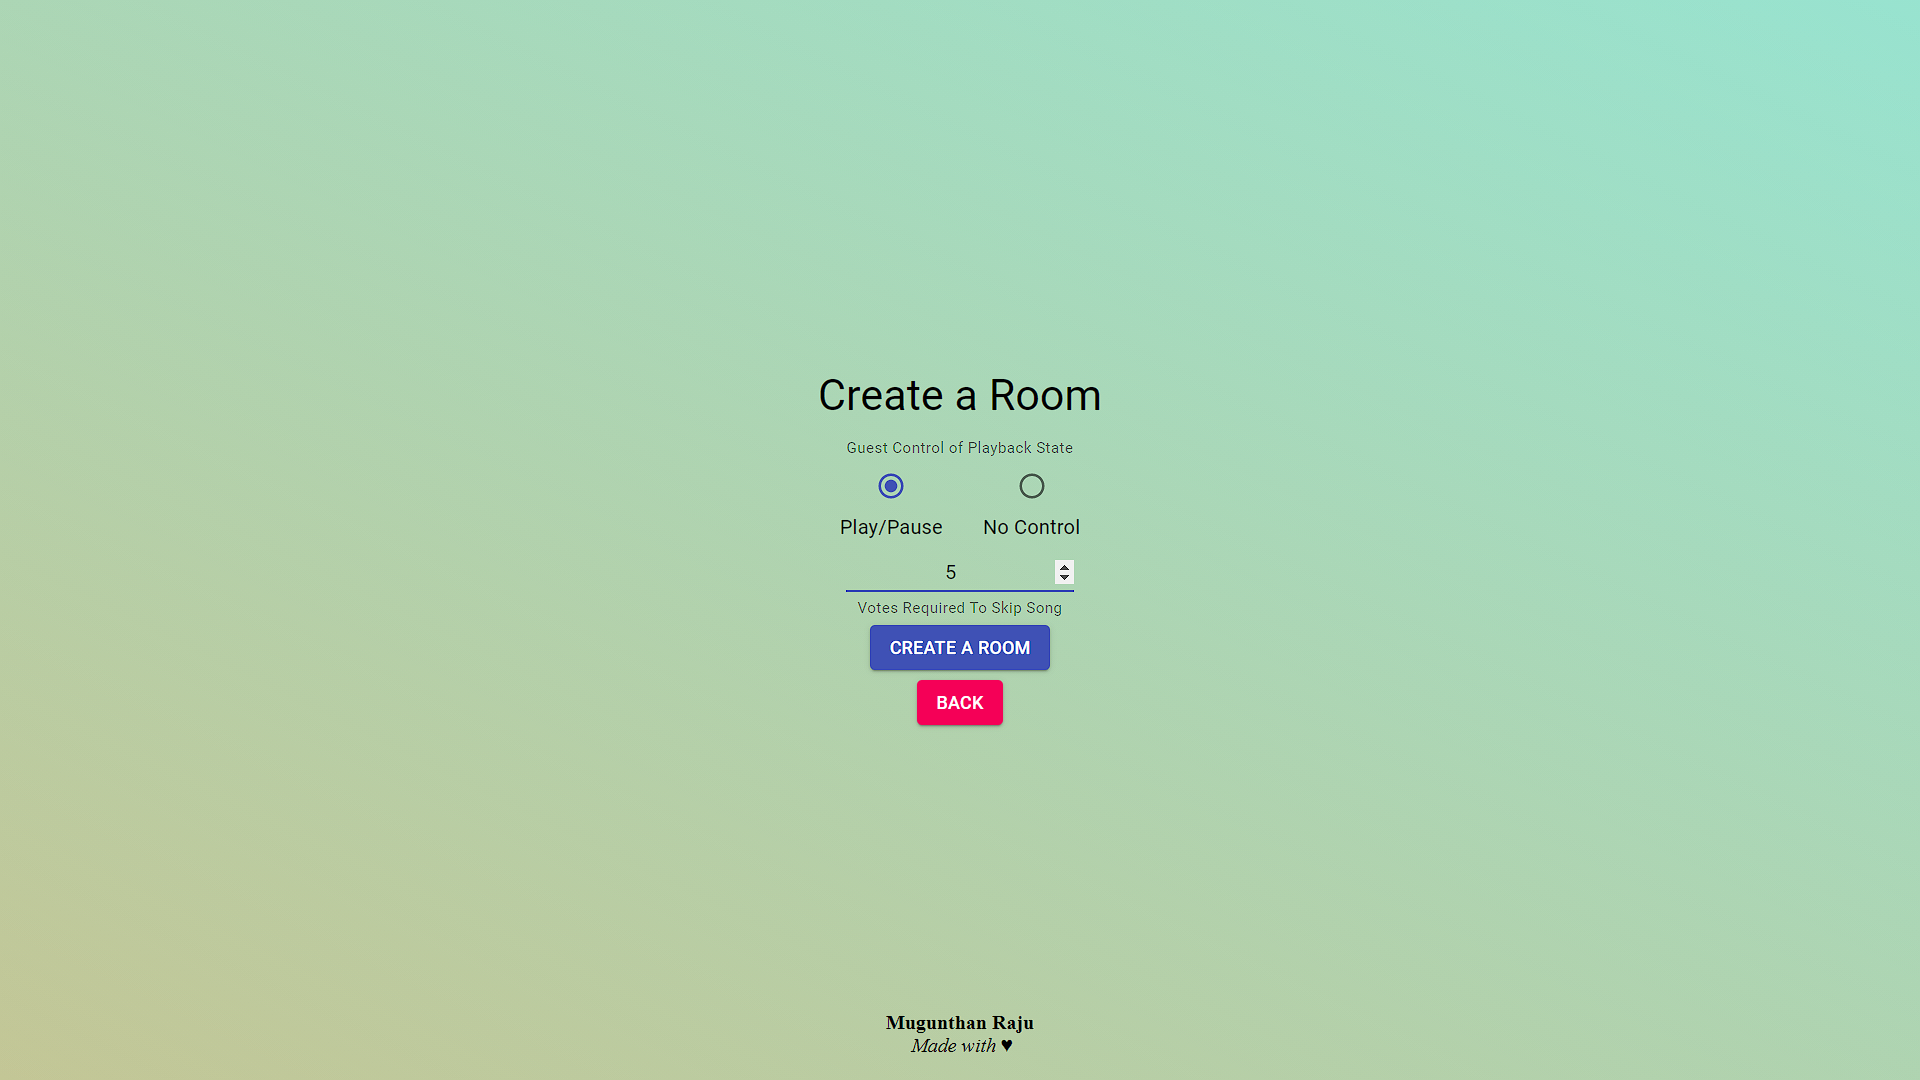 Create a Room
Guest Control of Playback State
Play/Pause No Control
5
Votes Required To Skip Song
CREATE A ROOM
BACK
Mugunthan Raju
Made with ♥